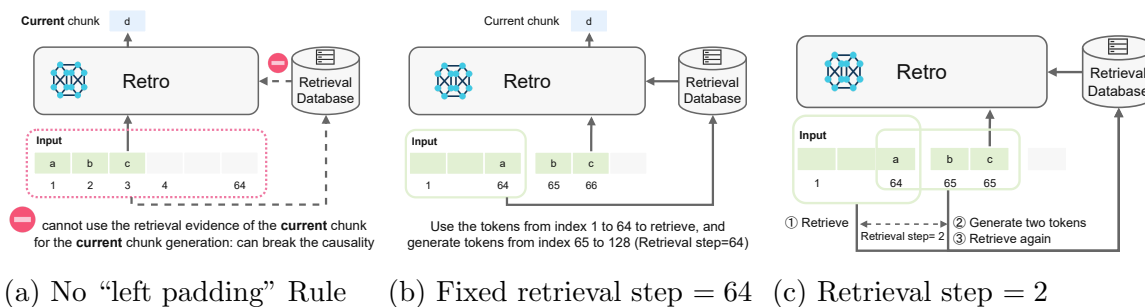 Current chunk d
Retro
Retrieval
Database
Input
a b c
1 2 3 4 64
cannot use the retrieval evidence of the current chunk
for the current chunk generation: can break the causality
(a) No “left padding” Rule
Current chunk d
Retro
Retrieval
Database
Input
a b c
1 64 65 66
Use the tokens from index 1 to 64 to retrieve, and
generate tokens from index 65 to 128 (Retrieval step=64)
(b) Fixed retrieval step = 64
Retro
Retrieval
Database
Input
a b c
1 64 65 65
① Retrieve
Retrieval step= 2
② Generate two tokens
③ Retrieve again
(c) Retrieval step = 2